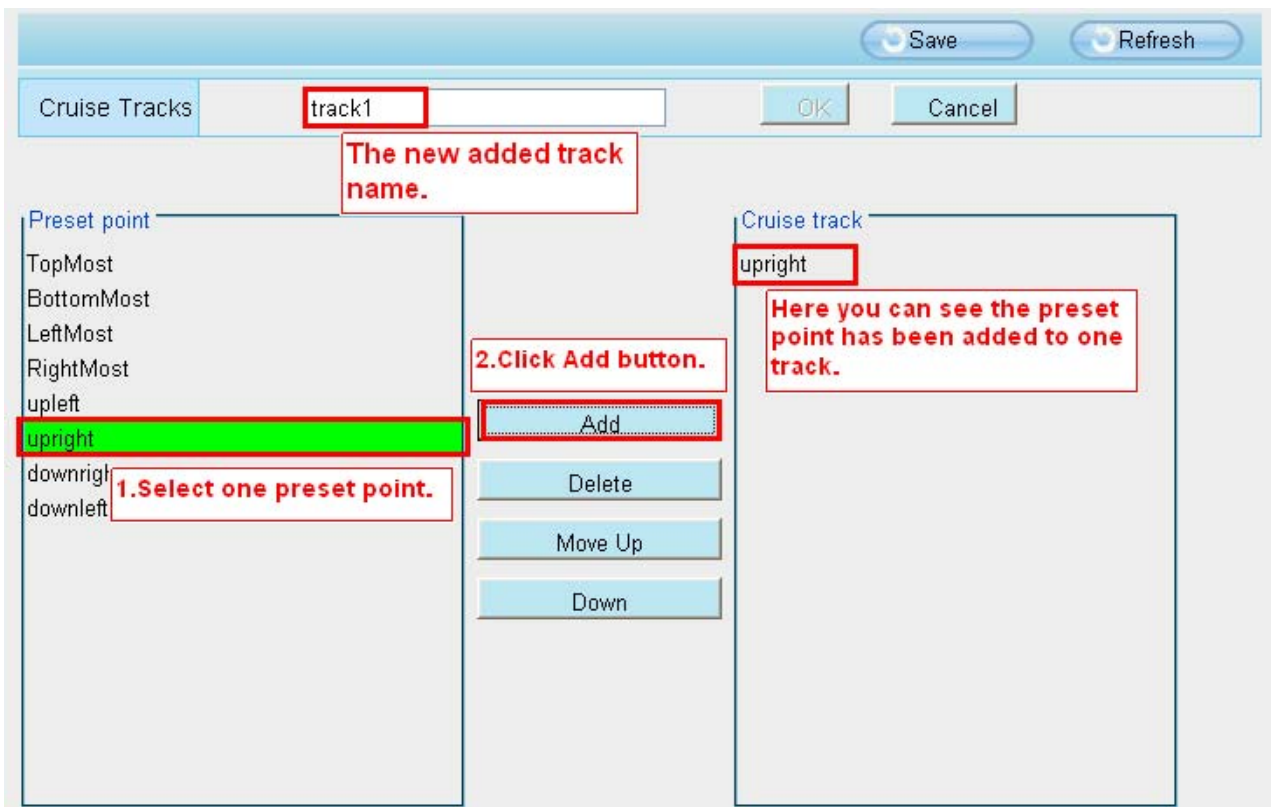 Save
Refresh
Cruise Tracks
track1
OK
Cancel
The new added track
name.
Preset point
TopMost
BottomMost
LeftMost
RightMost
upleft
upright
downrigh
downleft
1.Select one preset point.
2.Click Add button.
Add
Delete
Move Up
Down
Cruise track
upright
Here you can see the preset
point has been added to one
track.